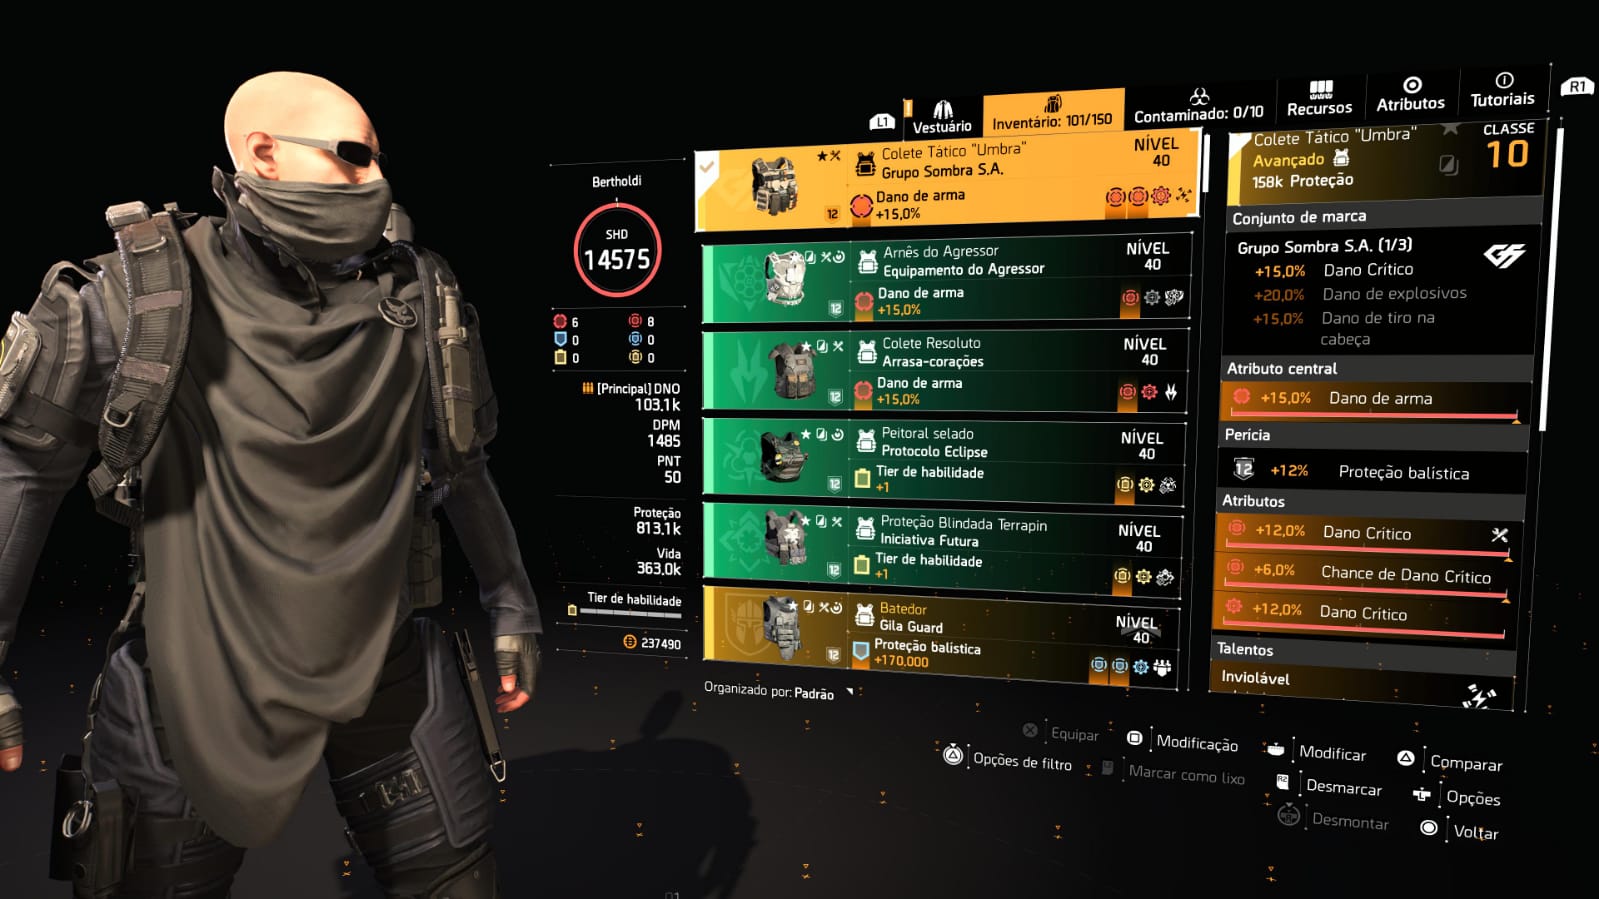 L1
Vestuário
Inventário: 101/150
Contaminado: 0/10
Recursos
Atributos
Tutoriais
R1
Bertholdi
SHD
14575
6
8
0
0
0
0
[Principal] DNO
103.1k
DPM
1485
PNT
50
Proteção
813.1k
Vida
363.0k
Tier de habilidade
237490
Colete Tático "Umbra"
Grupo Sombra S.A.
NÍVEL
40
Dano de arma
+15,0%
12
Arnês do Agressor
Equipamento do Agressor
NÍVEL
40
Dano de arma
+15,0%
12
Colete Resoluto
Arrasa-corações
NÍVEL
40
Dano de arma
+15,0%
12
Peitoral selado
Protocolo Eclipse
NÍVEL
40
Tier de habilidade
+1
12
Proteção Blindada Terrapin
Iniciativa Futura
NÍVEL
40
Tier de habilidade
+1
12
Batedor
Gila Guard
NÍVEL
40
Proteção balística
+170.000
12
Organizado por: Padrão
Colete Tático "Umbra"
Avançado
158k Proteção
CLASSE
10
Conjunto de marca
Grupo Sombra S.A. (1/3)
+15,0% Dano Crítico
+20,0% Dano de explosivos
+15,0% Dano de tiro na
cabeça
Atributo central
+15,0% Dano de arma
Perícia
12 +12% Proteção balística
Atributos
+12,0% Dano Crítico
+6,0% Chance de Dano Crítico
+12,0% Dano Crítico
Talentos
Inviolável
Equipar
Modificação
Modificar
Comparar
Opções de filtro
Marcar como lixo
R2
Desmarcar
Opções
Desmontar
Voltar